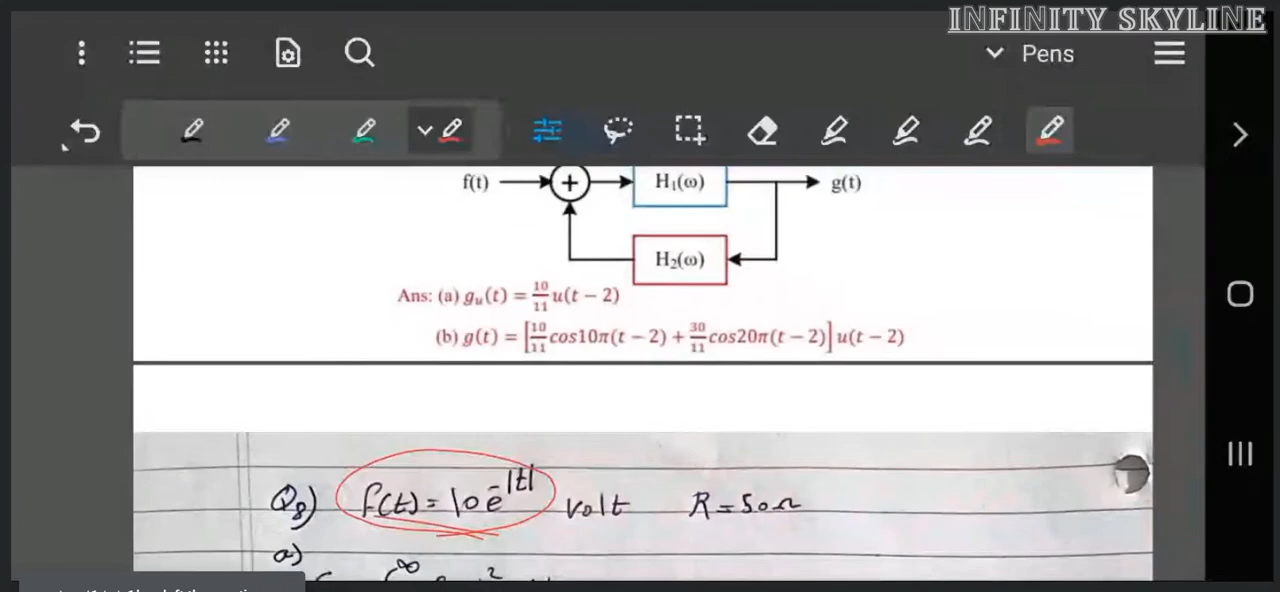 INFINITY SKYLINE
Pens
f(t) + H₁(ω) g(t)
H₂(ω)
Ans: (a) gᵤ(t) = 10/11 u(t − 2)
(b) g(t) = [10/11 cos10π(t − 2) + 30/11 cos20π(t − 2)] u(t − 2)
Q8) f(t) = 10 e^-|t| volt R = 50Ω
a)